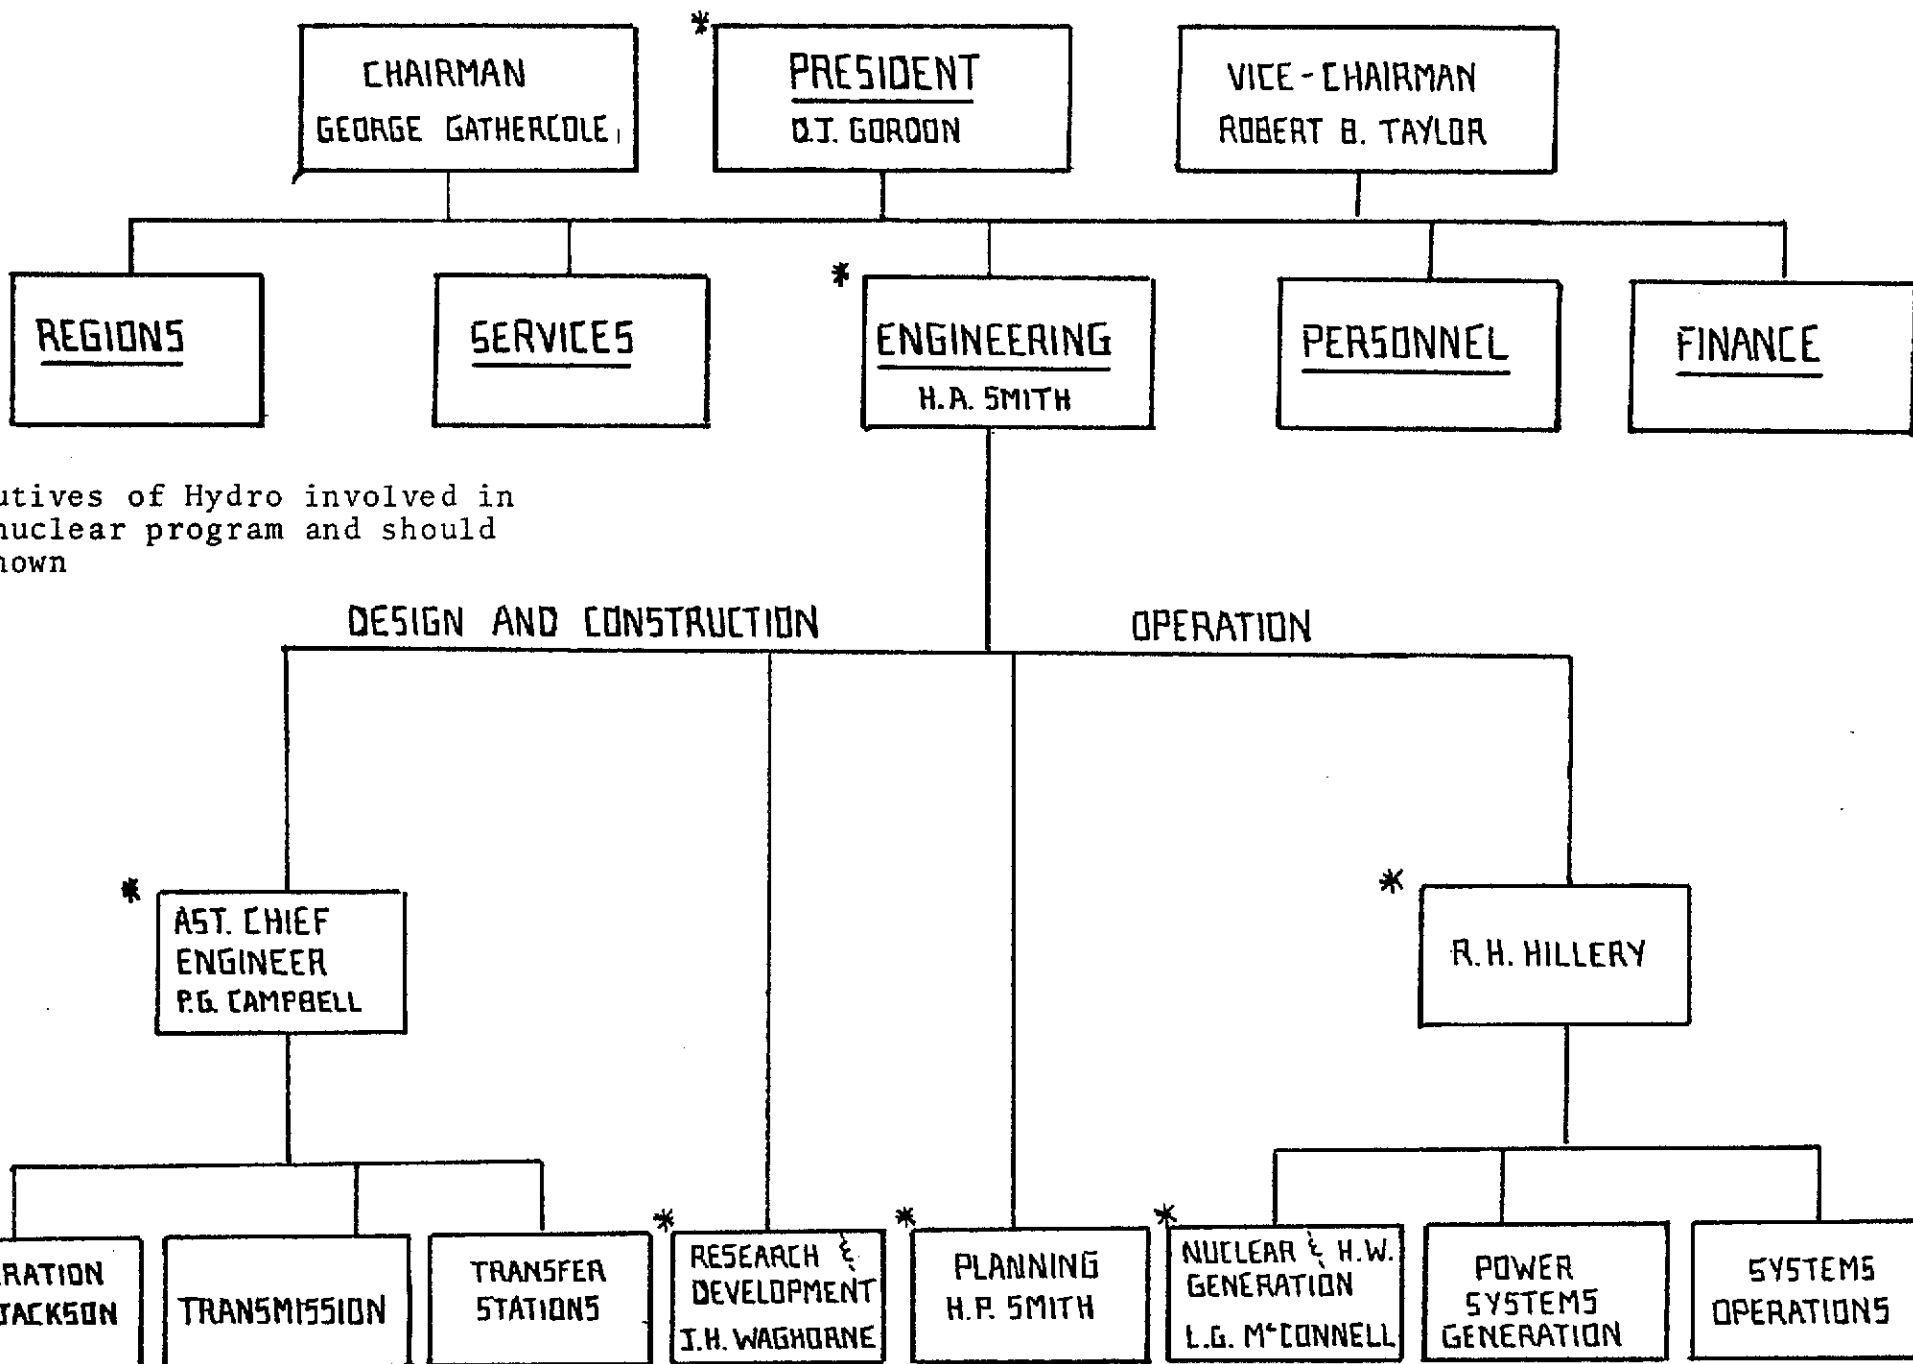 *
CHAIRMAN
GEORGE GATHERCOLE
PRESIDENT
D.J. GORDON
VICE-CHAIRMAN
ROBERT B. TAYLOR
REGIONS
SERVICES
*
ENGINEERING
H.A. SMITH
PERSONNEL
FINANCE
utives of Hydro involved in
nuclear program and should
nown
DESIGN AND CONSTRUCTION
OPERATION
*
AST. CHIEF
ENGINEER
P.G. CAMPBELL
*
R.H. HILLERY
ERATION
JACKSON
TRANSMISSION
TRANSFER
STATIONS
*
RESEARCH &
DEVELOPMENT
J.H. WAGHORNE
*
PLANNING
H.P. SMITH
*
NUCLEAR & H.W.
GENERATION
L.G. McCONNELL
POWER
SYSTEMS
GENERATION
SYSTEMS
OPERATIONS